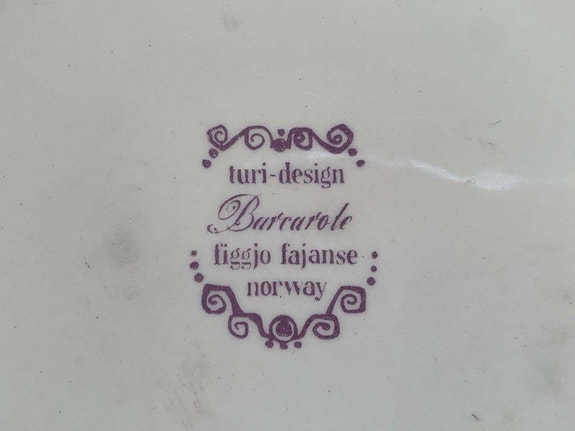 turi-design
Barcarole
figgjo fajanse
norway